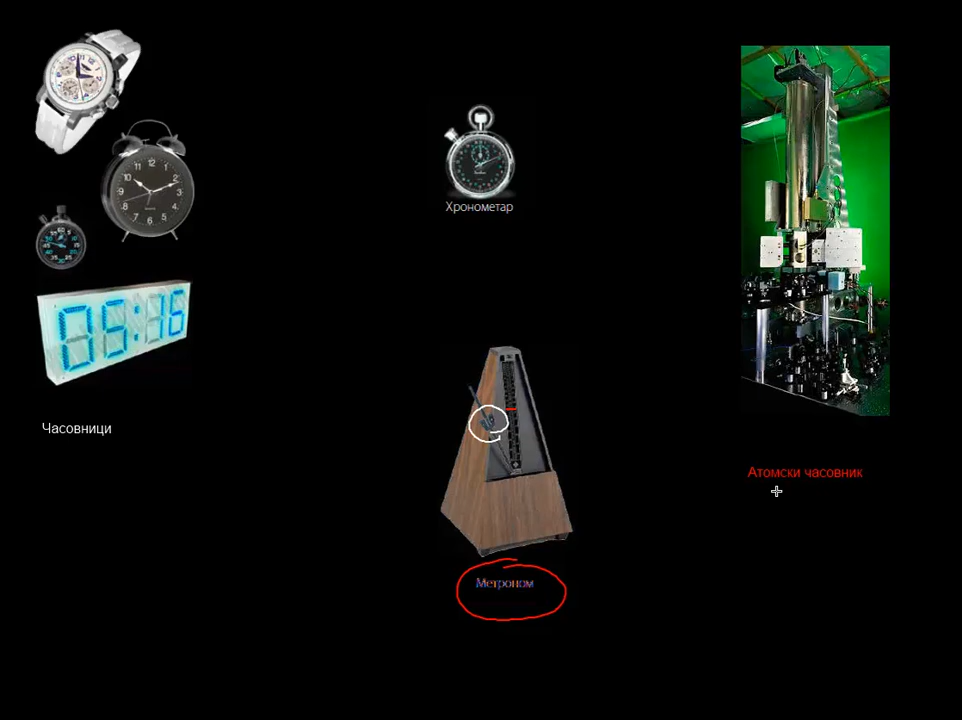 05:16
Часовници
Хронометар
Метроном
Атомски часовник